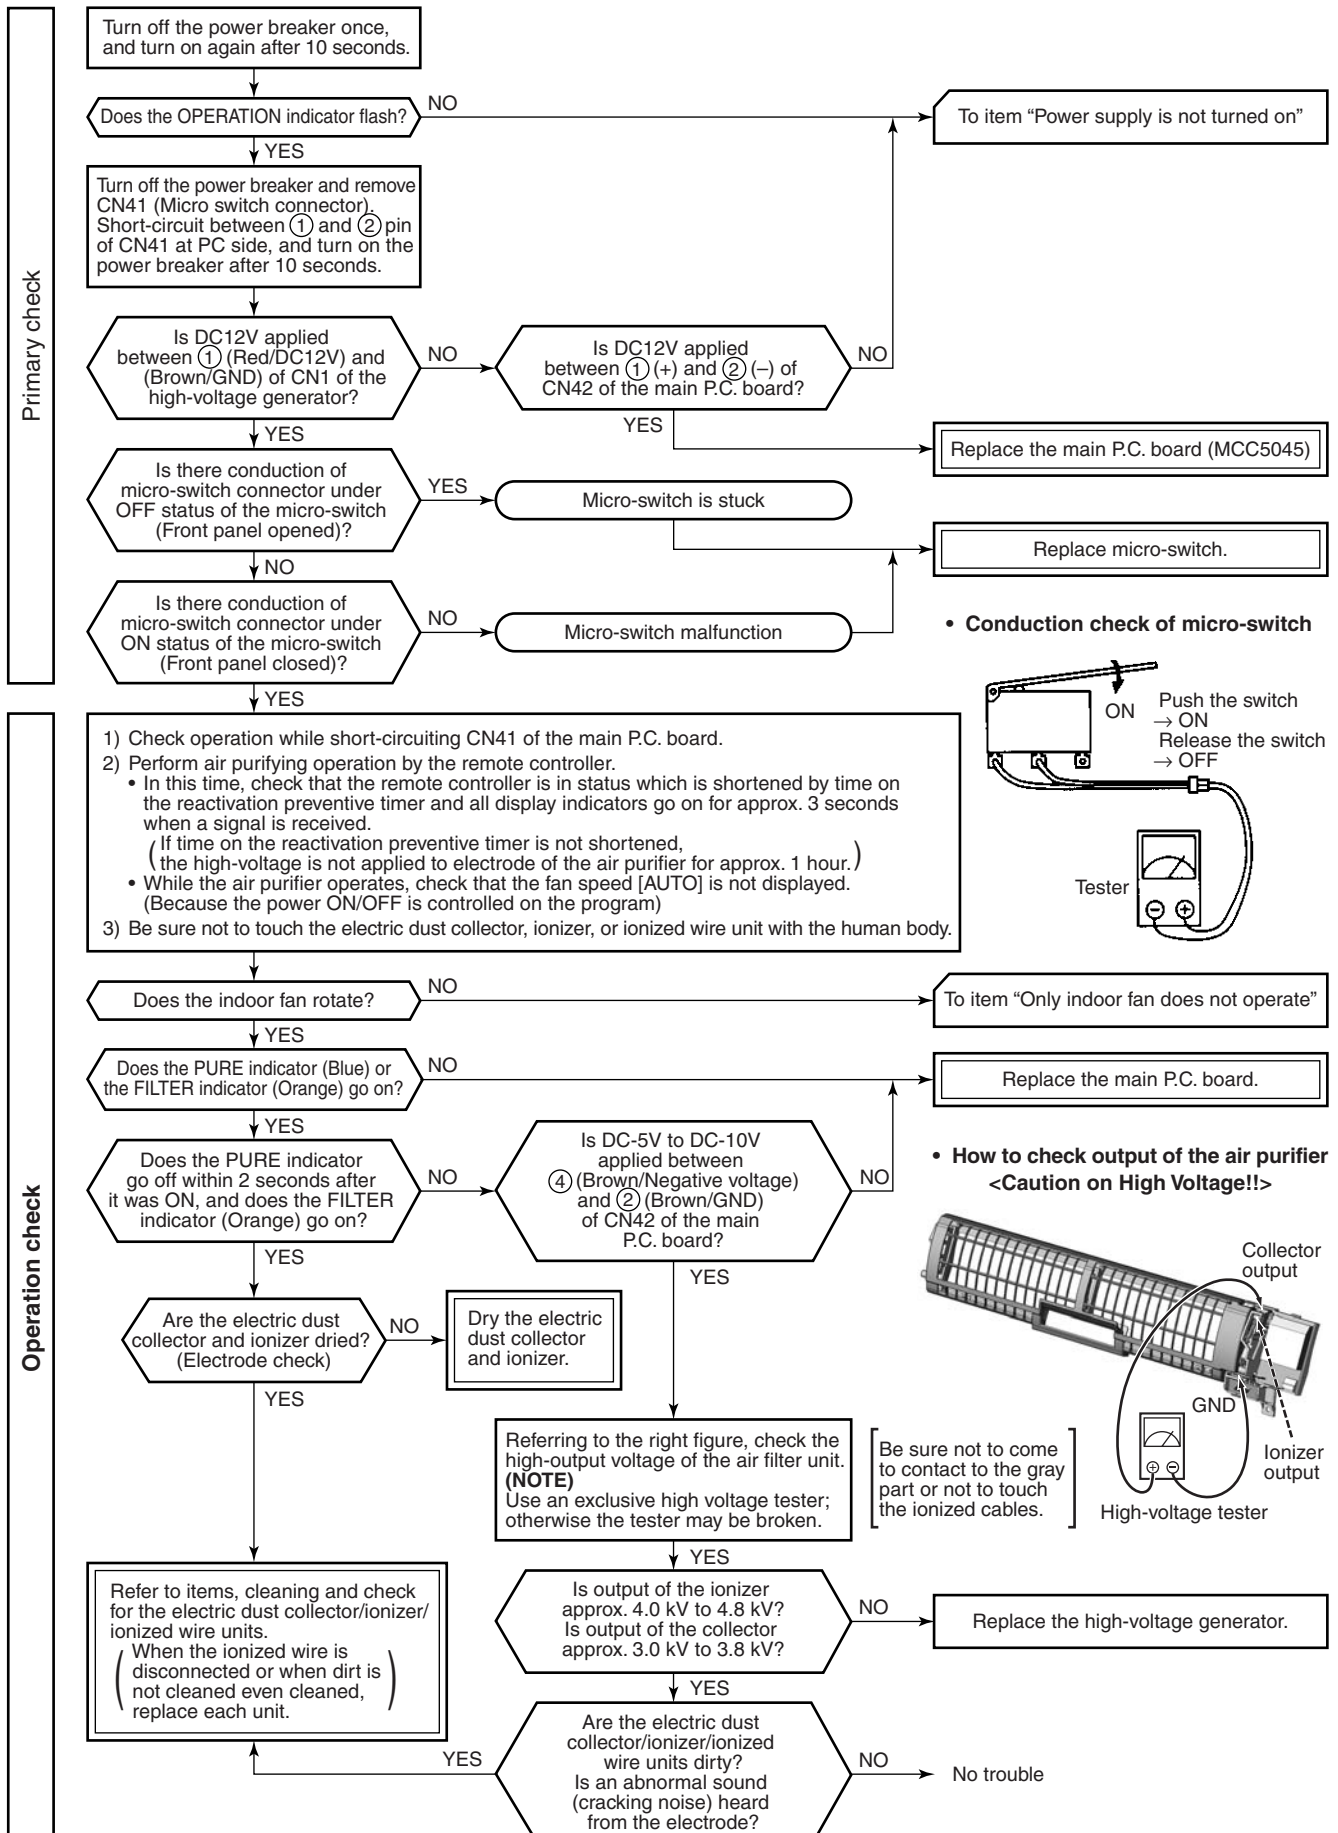 Primary check
Turn off the power breaker once,
and turn on again after 10 seconds.
Does the OPERATION indicator flash?
NO
To item “Power supply is not turned on”
YES
Turn off the power breaker and remove
CN41 (Micro switch connector).
Short-circuit between ① and ② pin
of CN41 at PC side, and turn on the
power breaker after 10 seconds.
Is DC12V applied
between ① (Red/DC12V) and
(Brown/GND) of CN1 of the
high-voltage generator?
NO
Is DC12V applied
between ① (+) and ② (–) of
CN42 of the main P.C. board?
NO
YES
YES
Replace the main P.C. board (MCC5045)
Is there conduction of
micro-switch connector under
OFF status of the micro-switch
(Front panel opened)?
YES
Micro-switch is stuck
Replace micro-switch.
NO
Is there conduction of
micro-switch connector under
ON status of the micro-switch
(Front panel closed)?
NO
Micro-switch malfunction
YES
• Conduction check of micro-switch
ON
Push the switch
→ ON
Release the switch
→ OFF
Tester
Operation check
1) Check operation while short-circuiting CN41 of the main P.C. board.
2) Perform air purifying operation by the remote controller.
• In this time, check that the remote controller is in status which is shortened by time on
the reactivation preventive timer and all display indicators go on for approx. 3 seconds
when a signal is received.
(If time on the reactivation preventive timer is not shortened,
the high-voltage is not applied to electrode of the air purifier for approx. 1 hour.)
• While the air purifier operates, check that the fan speed [AUTO] is not displayed.
(Because the power ON/OFF is controlled on the program)
3) Be sure not to touch the electric dust collector, ionizer, or ionized wire unit with the human body.
Does the indoor fan rotate?
NO
To item “Only indoor fan does not operate”
YES
Does the PURE indicator (Blue) or
the FILTER indicator (Orange) go on?
NO
Replace the main P.C. board.
YES
Does the PURE indicator
go off within 2 seconds after
it was ON, and does the FILTER
indicator (Orange) go on?
NO
Is DC-5V to DC-10V
applied between
④ (Brown/Negative voltage)
and ② (Brown/GND)
of CN42 of the main
P.C. board?
NO
YES
YES
• How to check output of the air purifier
<Caution on High Voltage!!>
Collector
output
GND
Ionizer
output
High-voltage tester
Are the electric dust
collector and ionizer dried?
(Electrode check)
NO
Dry the electric
dust collector
and ionizer.
YES
Referring to the right figure, check the
high-output voltage of the air filter unit.
(NOTE)
Use an exclusive high voltage tester;
otherwise the tester may be broken.
[Be sure not to come
to contact to the gray
part or not to touch
the ionized cables.]
YES
Refer to items, cleaning and check
for the electric dust collector/ionizer/
ionized wire units.
(When the ionized wire is
disconnected or when dirt is
not cleaned even cleaned,
replace each unit.)
Is output of the ionizer
approx. 4.0 kV to 4.8 kV?
Is output of the collector
approx. 3.0 kV to 3.8 kV?
NO
Replace the high-voltage generator.
YES
Are the electric dust
collector/ionizer/ionized
wire units dirty?
Is an abnormal sound
(cracking noise) heard
from the electrode?
YES
NO
No trouble